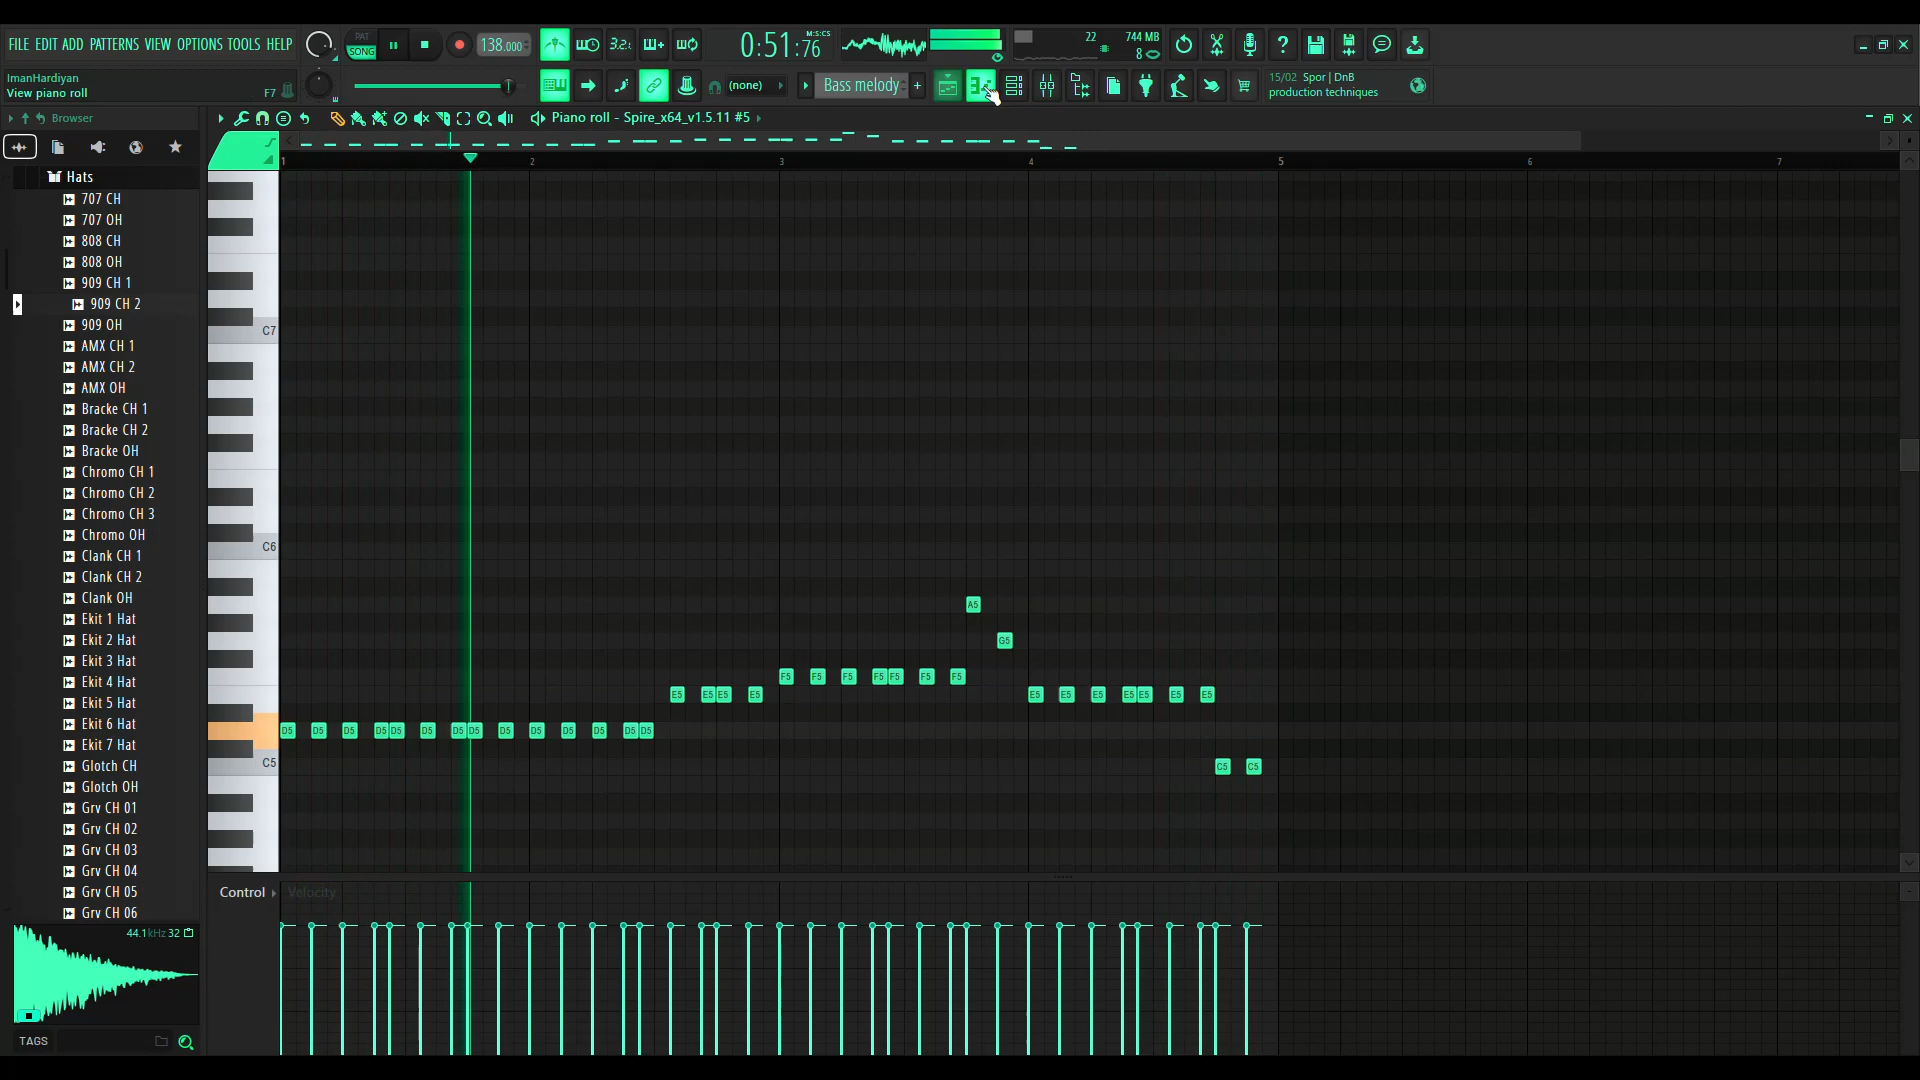 FILE EDIT ADD PATTERNS VIEW OPTIONS TOOLS HELP
PAT
SONG
138.000
3.2.
0:51:76
M:S:CS
22
744 MB
8
ImanHardiyan
View piano roll
F7
(none)
Bass melody
15/02 Spor | DnB
production techniques
Browser
Piano roll - Spire_x64_v1.5.11 #5
1 2 3 4 5 6 7
Hats
707 CH
707 OH
808 CH
808 OH
909 CH 1
909 CH 2
909 OH
AMX CH 1
AMX CH 2
AMX OH
Bracke CH 1
Bracke CH 2
Bracke OH
Chromo CH 1
Chromo CH 2
Chromo CH 3
Chromo OH
Clank CH 1
Clank CH 2
Clank OH
Ekit 1 Hat
Ekit 2 Hat
Ekit 3 Hat
Ekit 4 Hat
Ekit 5 Hat
Ekit 6 Hat
Ekit 7 Hat
Glotch CH
Glotch OH
Grv CH 01
Grv CH 02
Grv CH 03
Grv CH 04
Grv CH 05
Grv CH 06
44.1kHz 32
TAGS
C7
C6
A5
G5
F5 F5 F5 F5 F5 F5 F5
E5 E5 E5 E5 E5 E5 E5 E5 E5 E5 E5
D5 D5 D5 D5 D5 D5 D5 D5 D5 D5 D5 D5 D5 D5
C5 C5 C5
Control Velocity